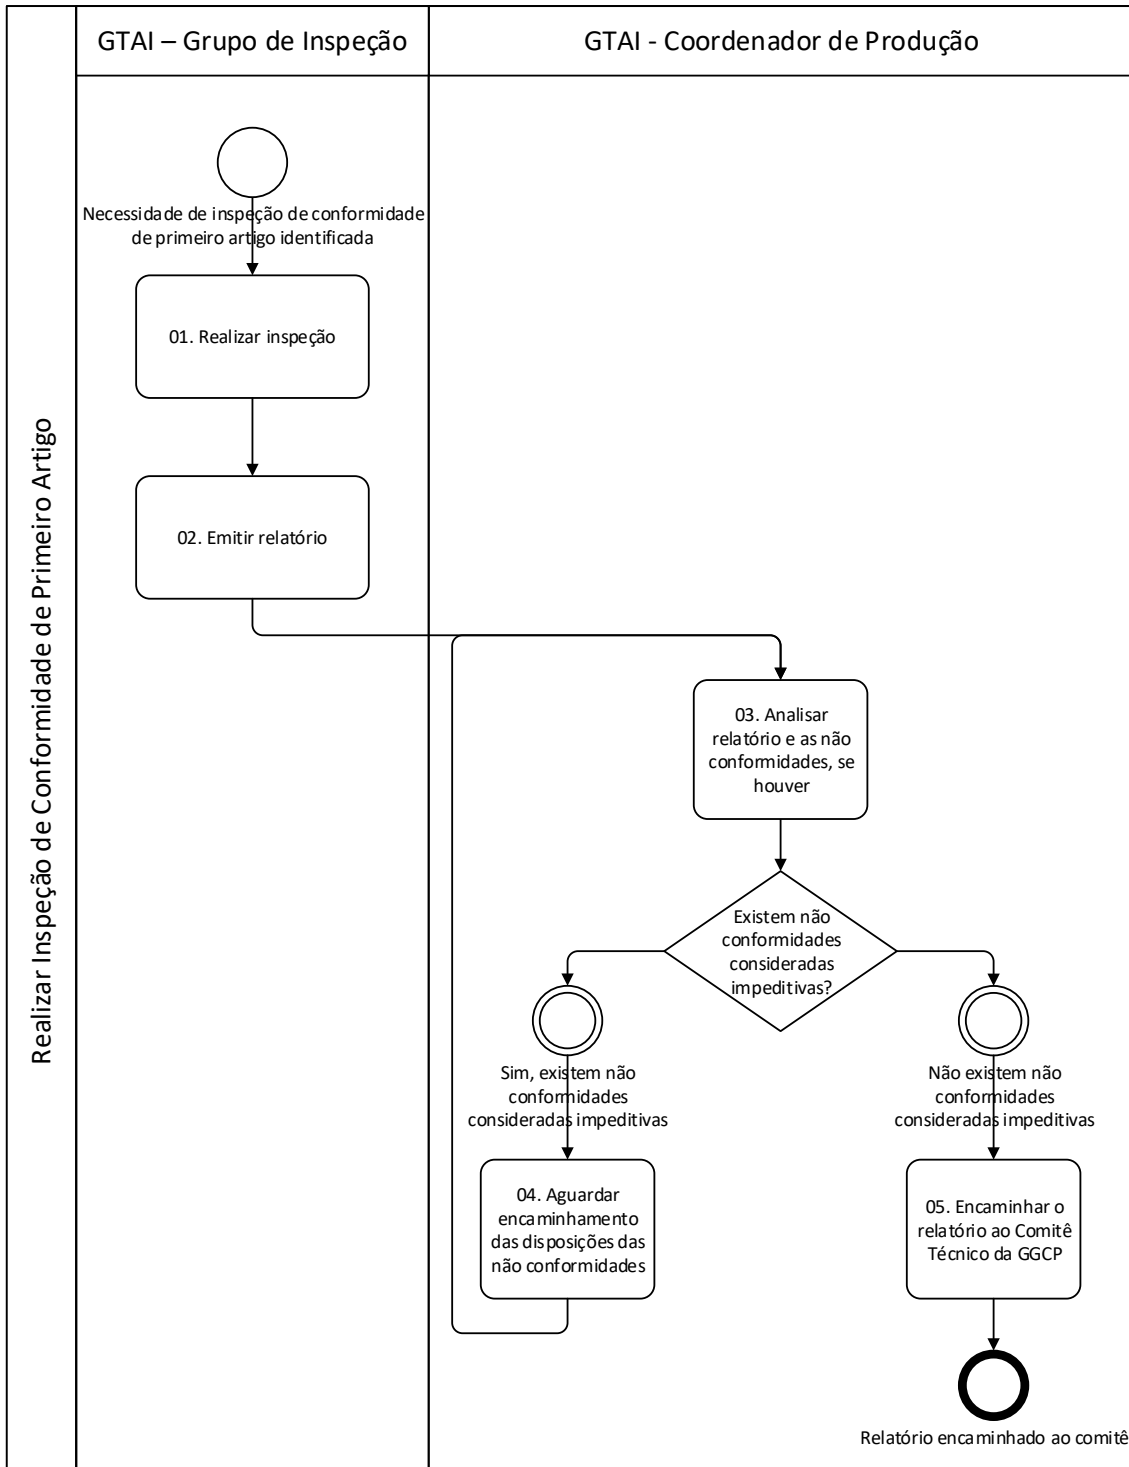 GTAI – Grupo de Inspeção
GTAI - Coordenador de Produção
Realizar Inspeção de Conformidade de Primeiro Artigo
Necessidade de inspeção de conformidade
de primeiro artigo identificada
01. Realizar inspeção
02. Emitir relatório
03. Analisar
relatório e as não
conformidades, se
houver
Existem não
conformidades
consideradas
impeditivas?
Sim, existem não
conformidades
consideradas impeditivas
Não existem não
conformidades
consideradas impeditivas
04. Aguardar
encaminhamento
das disposições das
não conformidades
05. Encaminhar o
relatório ao Comitê
Técnico da GGCP
Relatório encaminhado ao comitê